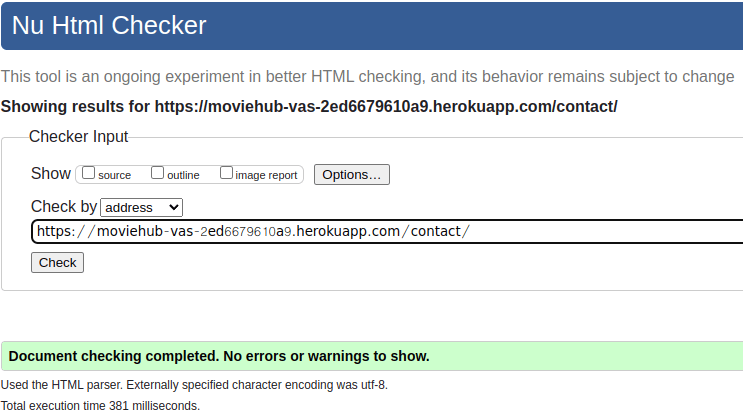 Nu Html Checker
This tool is an ongoing experiment in better HTML checking, and its behavior remains subject to change
Showing results for https://moviehub-vas-2ed6679610a9.herokuapp.com/contact/
Checker Input
Show source outline image report Options...
Check by address
https://moviehub-vas-2ed6679610a9.herokuapp.com/contact/
Check
Document checking completed. No errors or warnings to show.
Used the HTML parser. Externally specified character encoding was utf-8.
Total execution time 381 milliseconds.